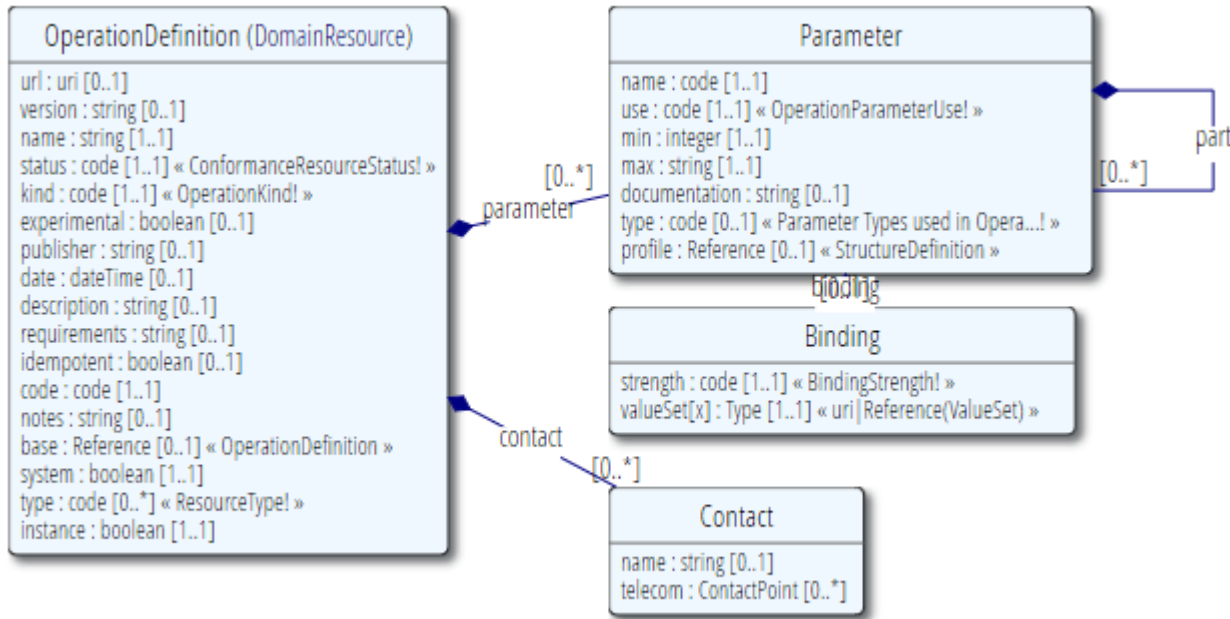 OperationDefinition (DomainResource)
url : uri [0..1]
version : string [0..1]
name : string [1..1]
status : code [1..1] « ConformanceResourceStatus! »
kind : code [1..1] « OperationKind! »
experimental : boolean [0..1]
publisher : string [0..1]
date : dateTime [0..1]
description : string [0..1]
requirements : string [0..1]
idempotent : boolean [0..1]
code : code [1..1]
notes : string [0..1]
base : Reference [0..1] « OperationDefinition »
system : boolean [1..1]
type : code [0..*] « ResourceType! »
instance : boolean [1..1]
[0..*]
parameter
Parameter
name : code [1..1]
use : code [1..1] « OperationParameterUse! »
min : integer [1..1]
max : string [1..1]
documentation : string [0..1]
type : code [0..1] « Parameter Types used in Opera...! »
profile : Reference [0..1] « StructureDefinition »
part
[0..*]
binding
[0..1]
Binding
strength : code [1..1] « BindingStrength! »
valueSet[x] : Type [1..1] « uri|Reference(ValueSet) »
contact
[0..*]
Contact
name : string [0..1]
telecom : ContactPoint [0..*]